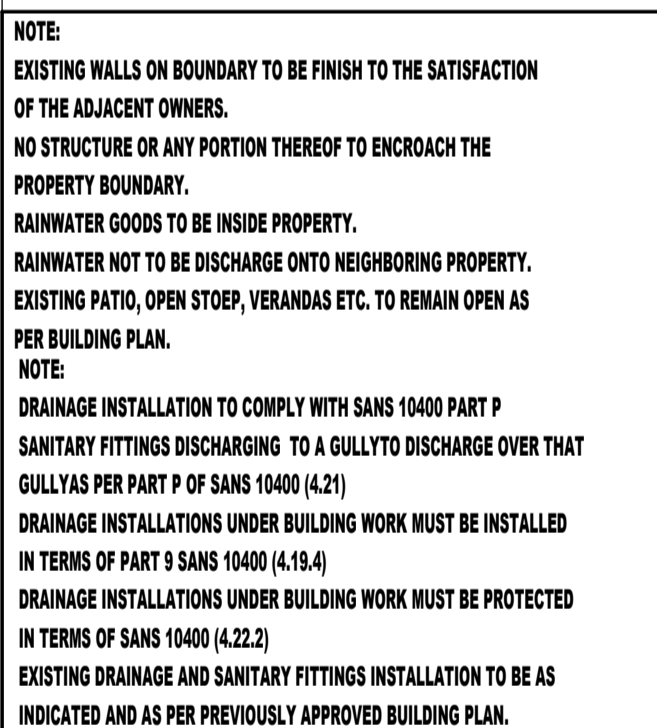 NOTE:
EXISTING WALLS ON BOUNDARY TO BE FINISH TO THE SATISFACTION
OF THE ADJACENT OWNERS.
NO STRUCTURE OR ANY PORTION THEREOF TO ENCROACH THE
PROPERTY BOUNDARY.
RAINWATER GOODS TO BE INSIDE PROPERTY.
RAINWATER NOT TO BE DISCHARGE ONTO NEIGHBORING PROPERTY.
EXISTING PATIO, OPEN STOEP, VERANDAS ETC. TO REMAIN OPEN AS
PER BUILDING PLAN.
NOTE:
DRAINAGE INSTALLATION TO COMPLY WITH SANS 10400 PART P
SANITARY FITTINGS DISCHARGING TO A GULLYTO DISCHARGE OVER THAT
GULLYAS PER PART P OF SANS 10400 (4.21)
DRAINAGE INSTALLATIONS UNDER BUILDING WORK MUST BE INSTALLED
IN TERMS OF PART 9 SANS 10400 (4.19.4)
DRAINAGE INSTALLATIONS UNDER BUILDING WORK MUST BE PROTECTED
IN TERMS OF SANS 10400 (4.22.2)
EXISTING DRAINAGE AND SANITARY FITTINGS INSTALLATION TO BE AS
INDICATED AND AS PER PREVIOUSLY APPROVED BUILDING PLAN.